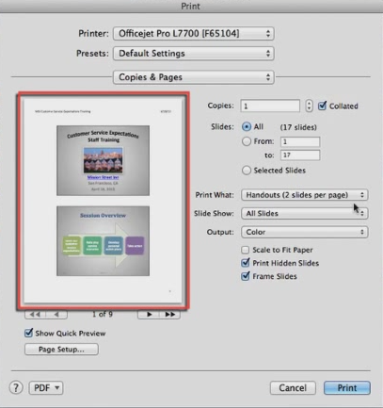 Print
Printer: Officejet Pro L7700 [F65104]
Presets: Default Settings
Copies & Pages
Customer Service Expectations
Staff Training
Session Overview
1 of 9
Show Quick Preview
Page Setup...
Copies: 1 Collated
Slides: All (17 slides)
From: 1
to: 17
Selected Slides
Print What: Handouts (2 slides per page)
Slide Show: All Slides
Output: Color
Scale to Fit Paper
Print Hidden Slides
Frame Slides
? PDF Cancel Print